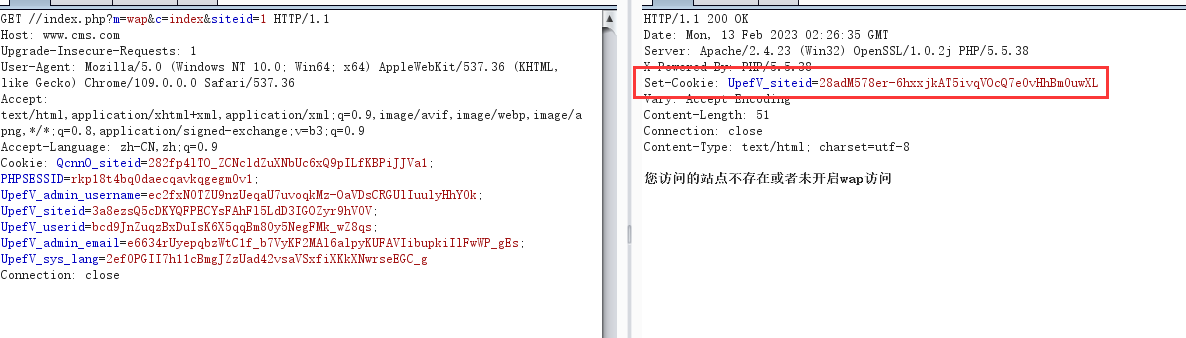 GET //index.php?m=wap&c=index&siteid=1 HTTP/1.1
Host: www.cms.com
Upgrade-Insecure-Requests: 1
User-Agent: Mozilla/5.0 (Windows NT 10.0; Win64; x64) AppleWebKit/537.36 (KHTML,
like Gecko) Chrome/109.0.0.0 Safari/537.36
Accept:
text/html,application/xhtml+xml,application/xml;q=0.9,image/avif,image/webp,image/a
png,*/*;q=0.8,application/signed-exchange;v=b3;q=0.9
Accept-Language: zh-CN,zh;q=0.9
Cookie: QcnnO_siteid=282fp4lTO_ZCNcldZuXNbUc6xQ9pILfKBPiJJVa1;
PHPSESSID=rkp18t4bq0daecqavkqgegm0v1;
UpefV_admin_username=ec2fxNOTZU9nzUeqaU7uvoqkMz-OaVDsCRGUlIuulyHhY0k;
UpefV_siteid=3a8ezsQ5cDKYQFPECYsFAhFl5LdD3IGOZyr9hV0V;
UpefV_userid=bcd9JnZuqzBxDuIsK6X5qqBm80y5NegFMk_wZ8qs;
UpefV_admin_email=e6634rUyepqbzWtC1f_b7VyKF2MAl6alpyKUFAVIibupkiIlFwWP_gEs;
UpefV_sys_lang=2ef0PGII7h11cBmgJZzUad42vsaVSxfiXKkXNwrseEGC_g
Connection: close
HTTP/1.1 200 OK
Date: Mon, 13 Feb 2023 02:26:35 GMT
Server: Apache/2.4.23 (Win32) OpenSSL/1.0.2j PHP/5.5.38
X-Powered-By: PHP/5.5.38
Set-Cookie: UpefV_siteid=28adM578er-6hxxjkAT5ivqVOcQ7e0vHhBm0uwXL
Vary: Accept-Encoding
Content-Length: 51
Connection: close
Content-Type: text/html; charset=utf-8
您访问的站点不存在或者未开启wap访问